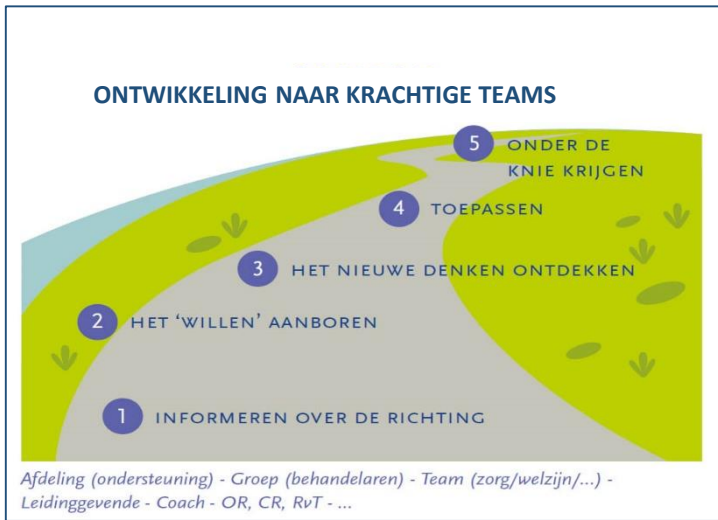 ONTWIKKELING NAAR KRACHTIGE TEAMS
5 ONDER DE
KNIE KRIJGEN
4 TOEPASSEN
3 HET NIEUWE DENKEN ONTDEKKEN
2 HET ‘WILLEN’ AANBOREN
1 INFORMEREN OVER DE RICHTING
Afdeling (ondersteuning) - Groep (behandelaren) - Team (zorg/welzijn/...) -
Leidinggevende - Coach - OR, CR, RvT - ...